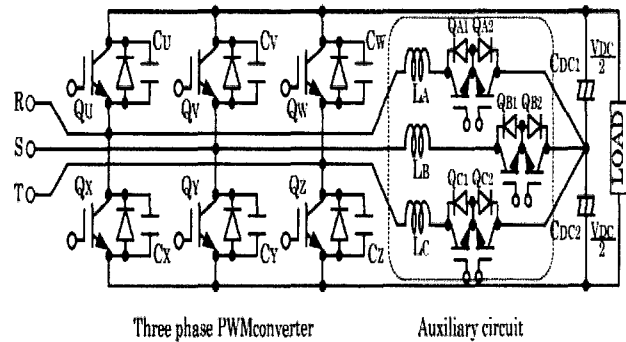 QA1 QA2
CU CV CW CDC1 VDC/2
QU QV QW LA QB1 QB2
R
S LB LOAD
T
QX QY QZ QC1 QC2
CX CY CZ LC CDC2 VDC/2
Three phase PWMconverter Auxiliary circuit